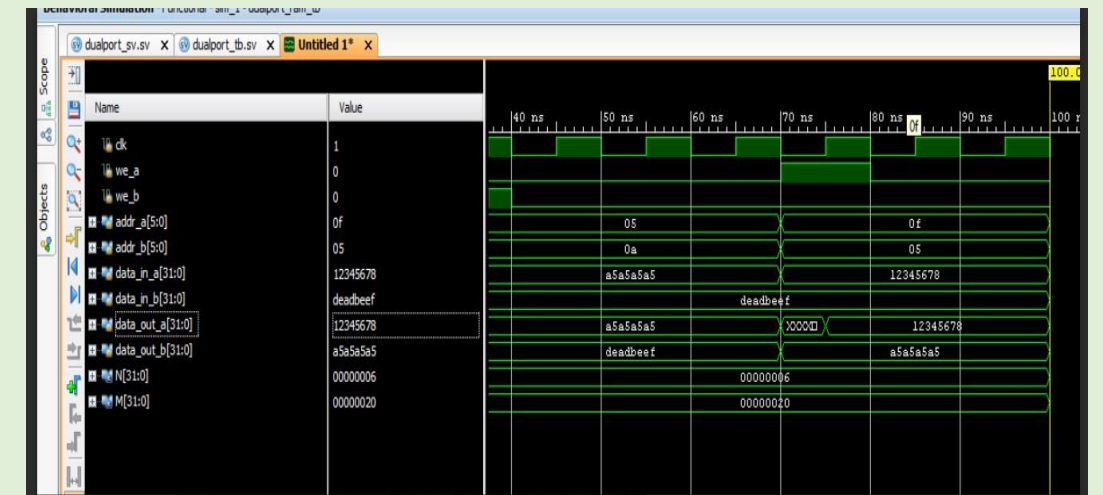 Behavioral Simulation - Functional - sim_1 - dualport_ram_tb
dualport_sv.sv X dualport_tb.sv X Untitled 1* X
Scope
Objects
100.0
Name Value
40 ns 50 ns 60 ns 70 ns 80 ns 90 ns 100
0f
clk 1
we_a 0
we_b 0
addr_a[5:0] 0f 05 0f
addr_b[5:0] 05 0a 05
data_in_a[31:0] 12345678 a5a5a5a5 12345678
data_in_b[31:0] deadbeef deadbeef
data_out_a[31:0] 12345678 a5a5a5a5 XXXX 12345678
data_out_b[31:0] a5a5a5a5 deadbeef a5a5a5a5
N[31:0] 00000006 00000006
M[31:0] 00000020 00000020